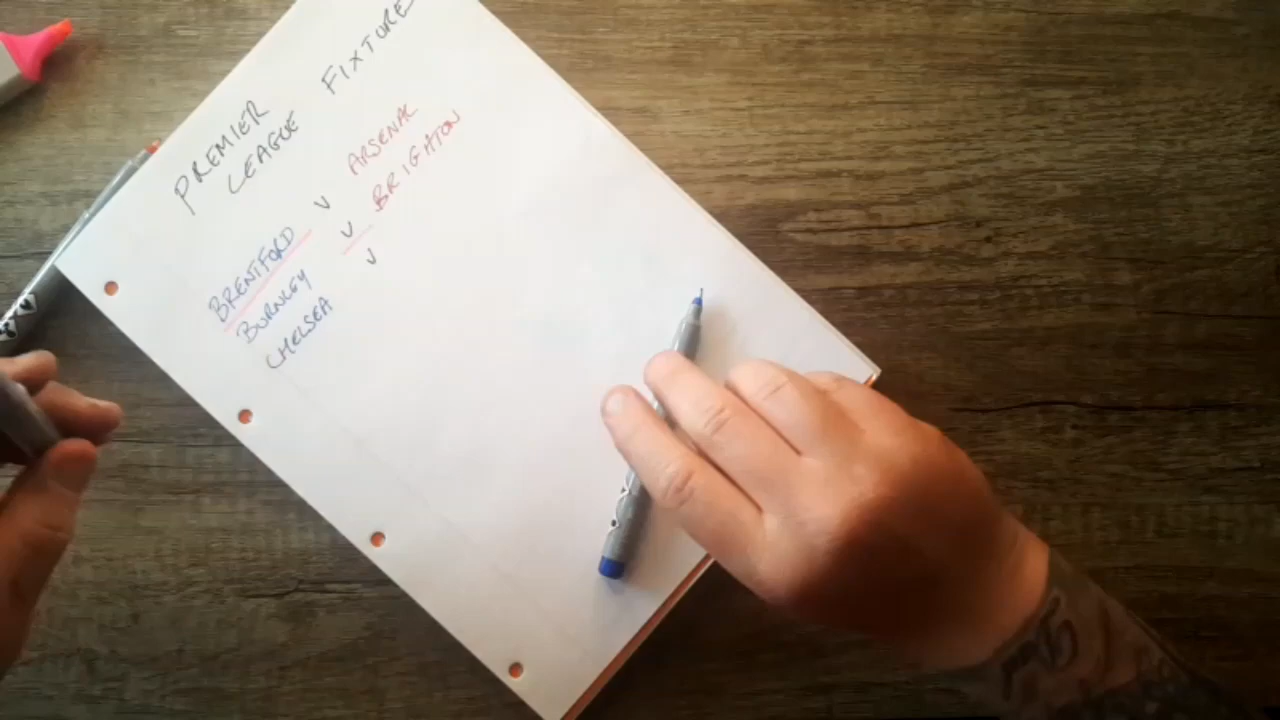 PREMIER
LEAGUE FIXTURES
BRENTFORD V ARSENAL
BURNLEY V BRIGHTON
CHELSEA V